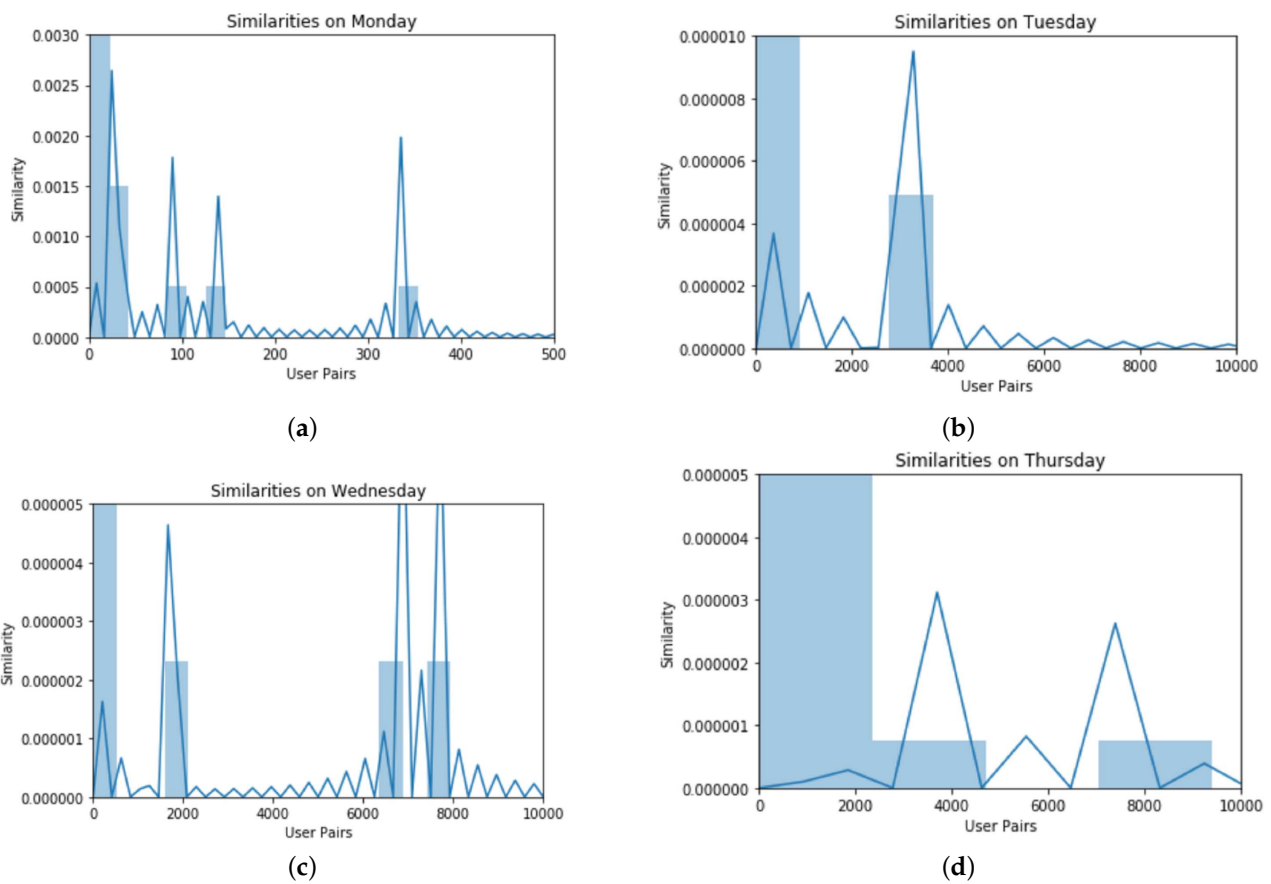 Similarities on Monday
0.0030
0.0025
0.0020
0.0015
0.0010
0.0005
0.0000
Similarity
0 100 200 300 400 500
User Pairs
(a)
Similarities on Tuesday
0.000010
0.000008
0.000006
0.000004
0.000002
0.000000
Similarity
0 2000 4000 6000 8000 10000
User Pairs
(b)
Similarities on Wednesday
0.000005
0.000004
0.000003
0.000002
0.000001
0.000000
Similarity
0 2000 4000 6000 8000 10000
User Pairs
(c)
Similarities on Thursday
0.000005
0.000004
0.000003
0.000002
0.000001
0.000000
Similarity
0 2000 4000 6000 8000 10000
User Pairs
(d)